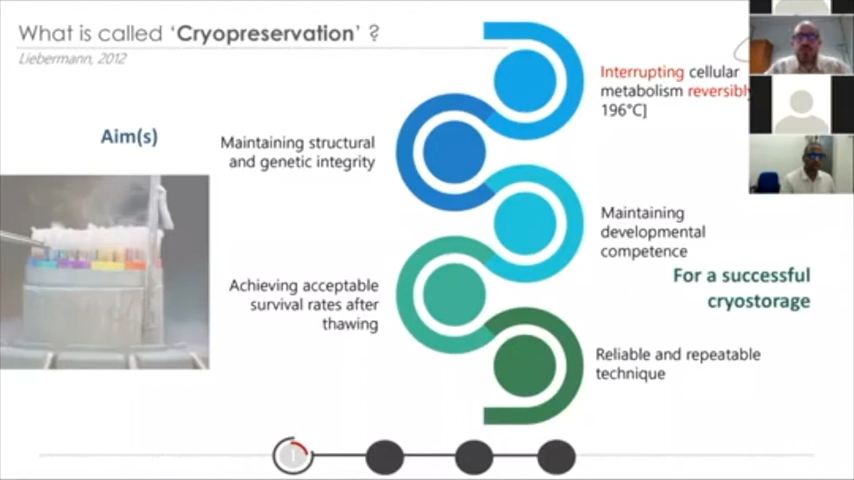 What is called ‘Cryopreservation’ ?
Liebermann, 2012
Aim(s)
Interrupting cellular
metabolism reversibly
196°C]
Maintaining structural
and genetic integrity
Maintaining
developmental
competence
For a successful
cryostorage
Achieving acceptable
survival rates after
thawing
Reliable and repeatable
technique
1